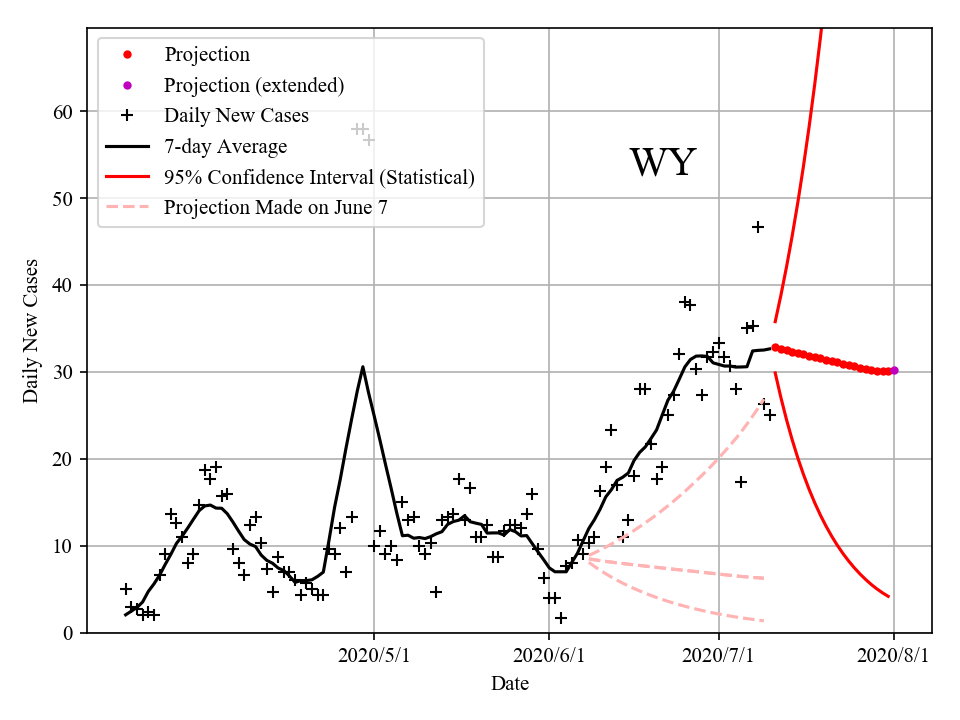 Projection
Projection (extended)
Daily New Cases
7-day Average
95% Confidence Interval (Statistical)
Projection Made on June 7
WY
60
50
40
30
20
10
0
Daily New Cases
2020/5/1
2020/6/1
2020/7/1
2020/8/1
Date